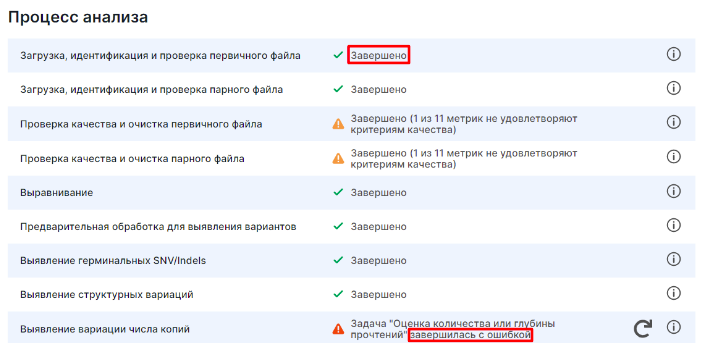 Процесс анализа
Загрузка, идентификация и проверка первичного файла
Завершено
Загрузка, идентификация и проверка парного файла
Завершено
Проверка качества и очистка первичного файла
Завершено (1 из 11 метрик не удовлетворяют
критериям качества)
Проверка качества и очистка парного файла
Завершено (1 из 11 метрик не удовлетворяют
критериям качества)
Выравнивание
Завершено
Предварительная обработка для выявления вариантов
Завершено
Выявление герминальных SNV/Indels
Завершено
Выявление структурных вариаций
Завершено
Выявление вариации числа копий
Задача "Оценка количества или глубины
прочтений" завершилась с ошибкой